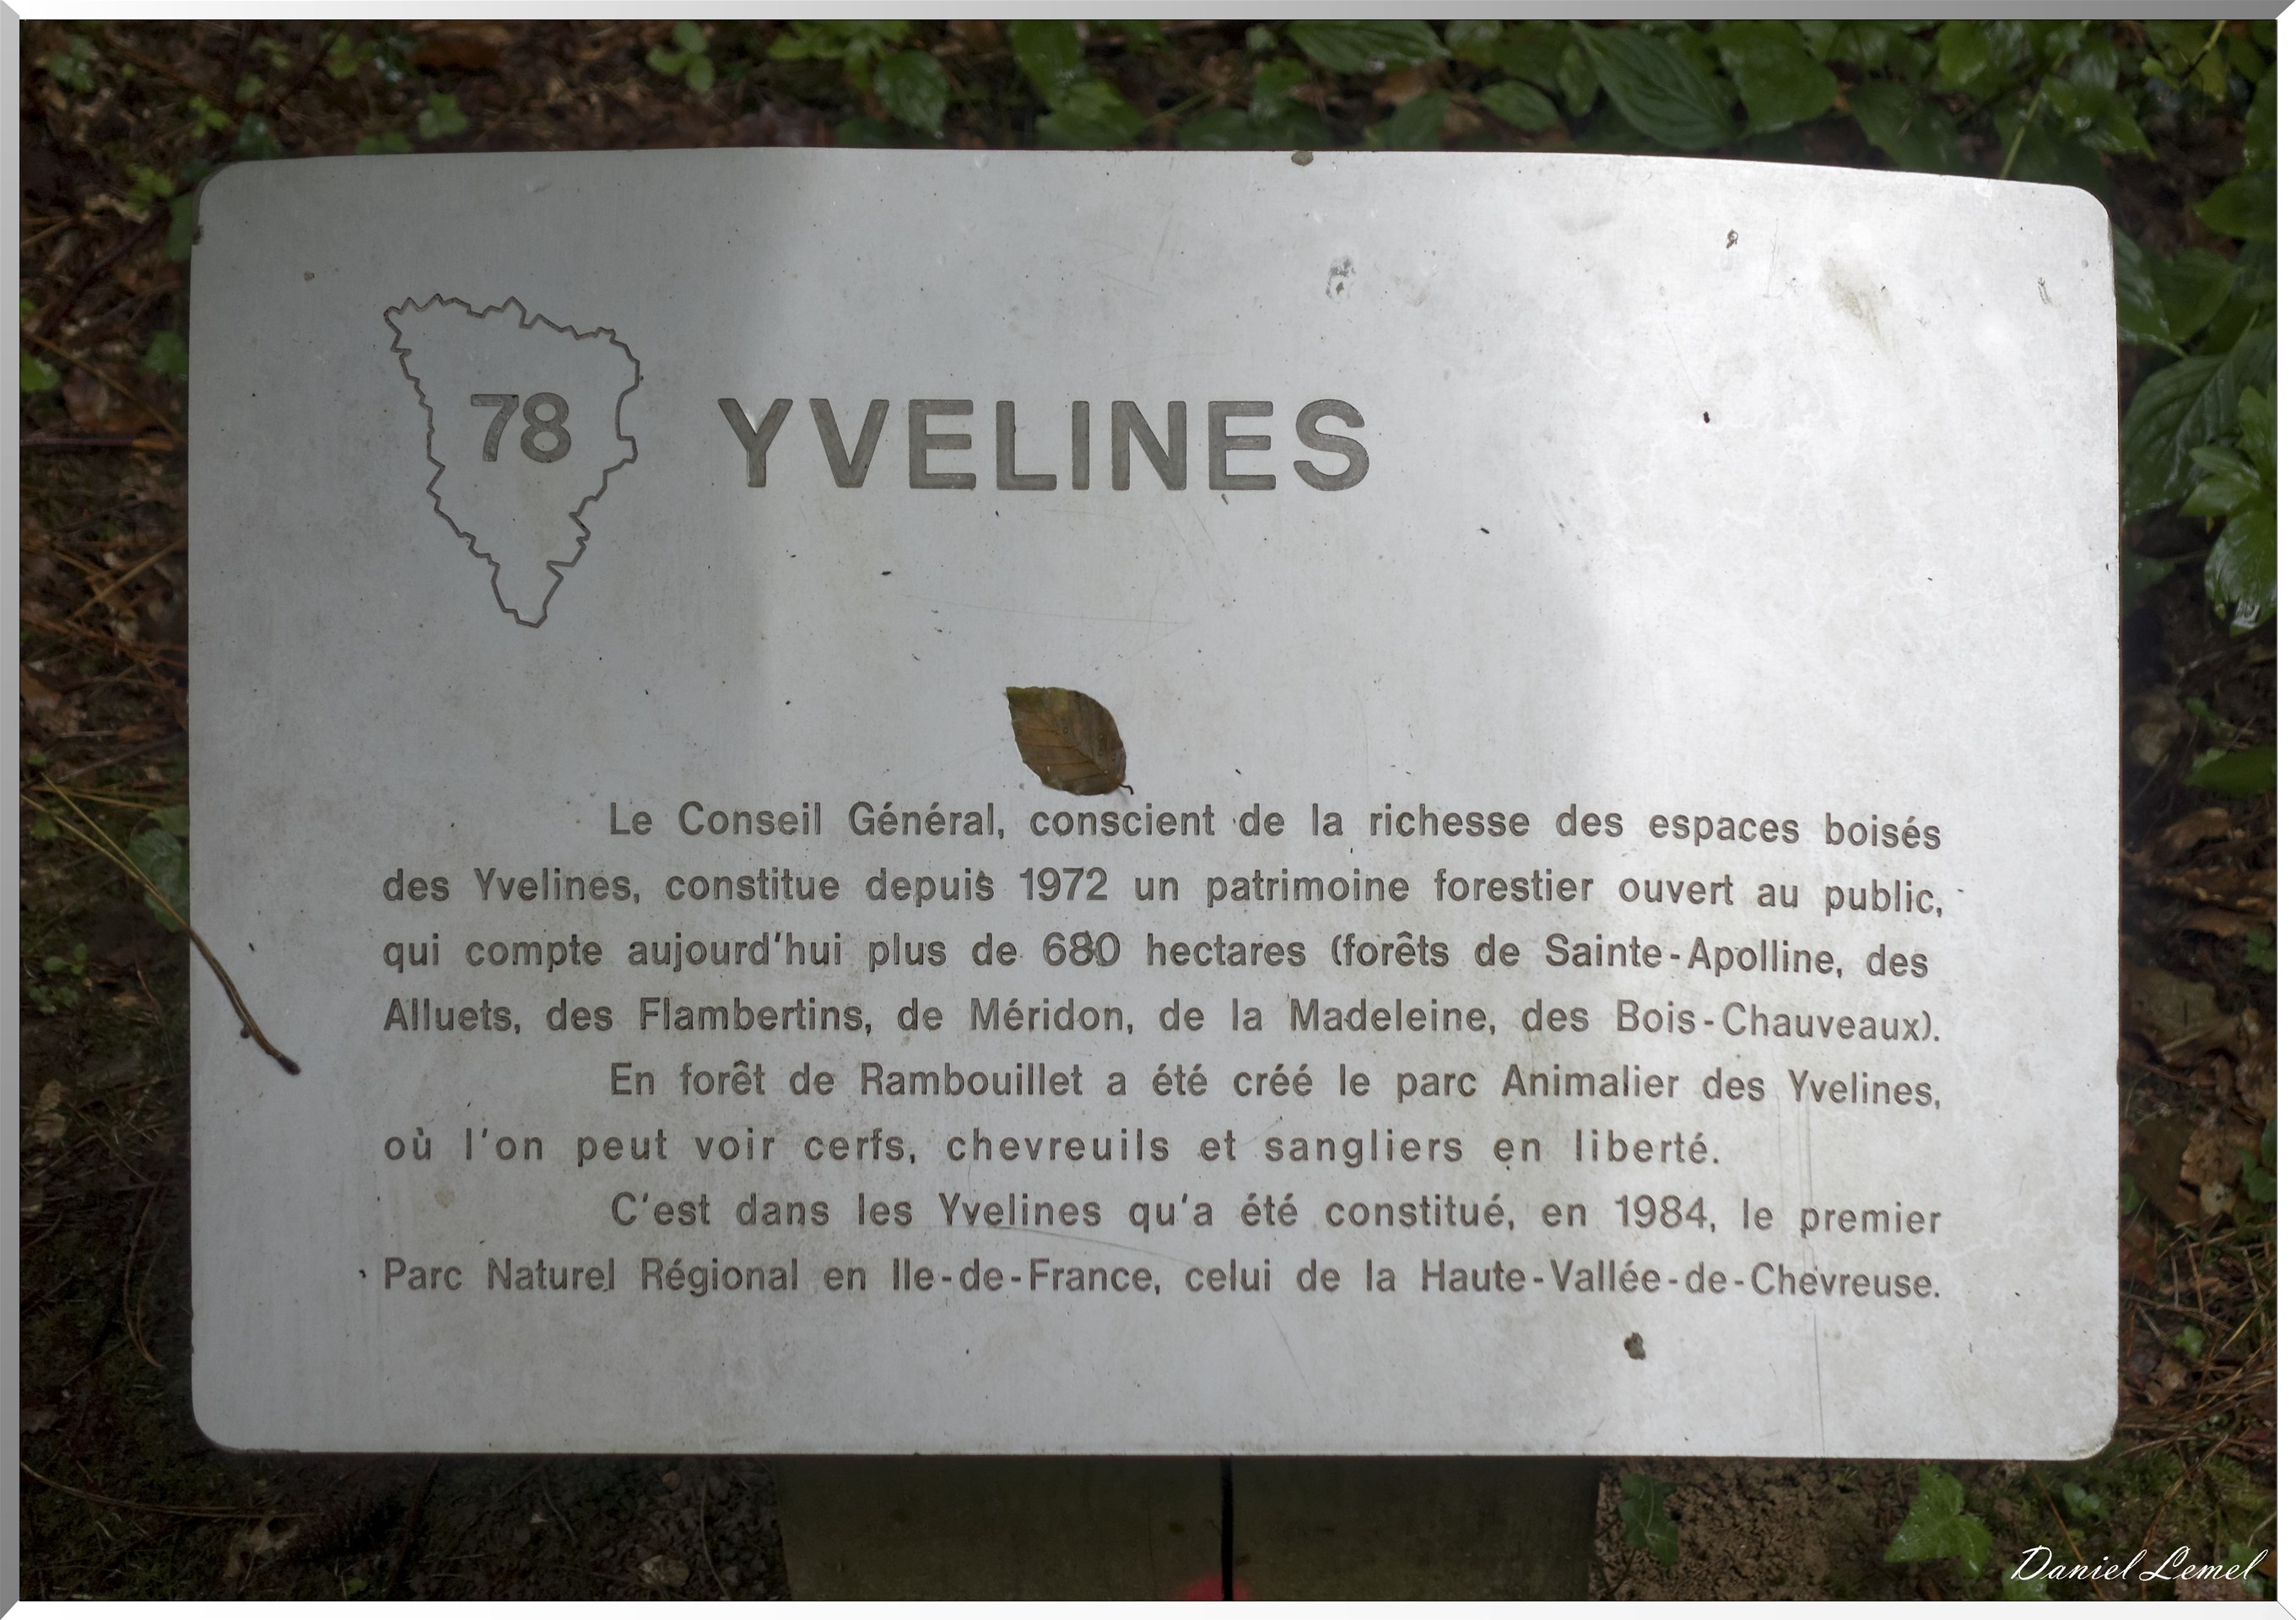 78
YVELINES
Le Conseil Général, conscient de la richesse des espaces boisés
des Yvelines, constitue depuis 1972 un patrimoine forestier ouvert au public,
qui compte aujourd'hui plus de 680 hectares (forêts de Sainte-Apolline, des
Alluets, des Flambertins, de Méridon, de la Madeleine, des Bois-Chauveaux).
En forêt de Rambouillet a été créé le parc Animalier des Yvelines,
où l'on peut voir cerfs, chevreuils et sangliers en liberté.
C'est dans les Yvelines qu'a été constitué, en 1984, le premier
Parc Naturel Régional en Ile-de-France, celui de la Haute-Vallée-de-Chevreuse.
Daniel Lemel